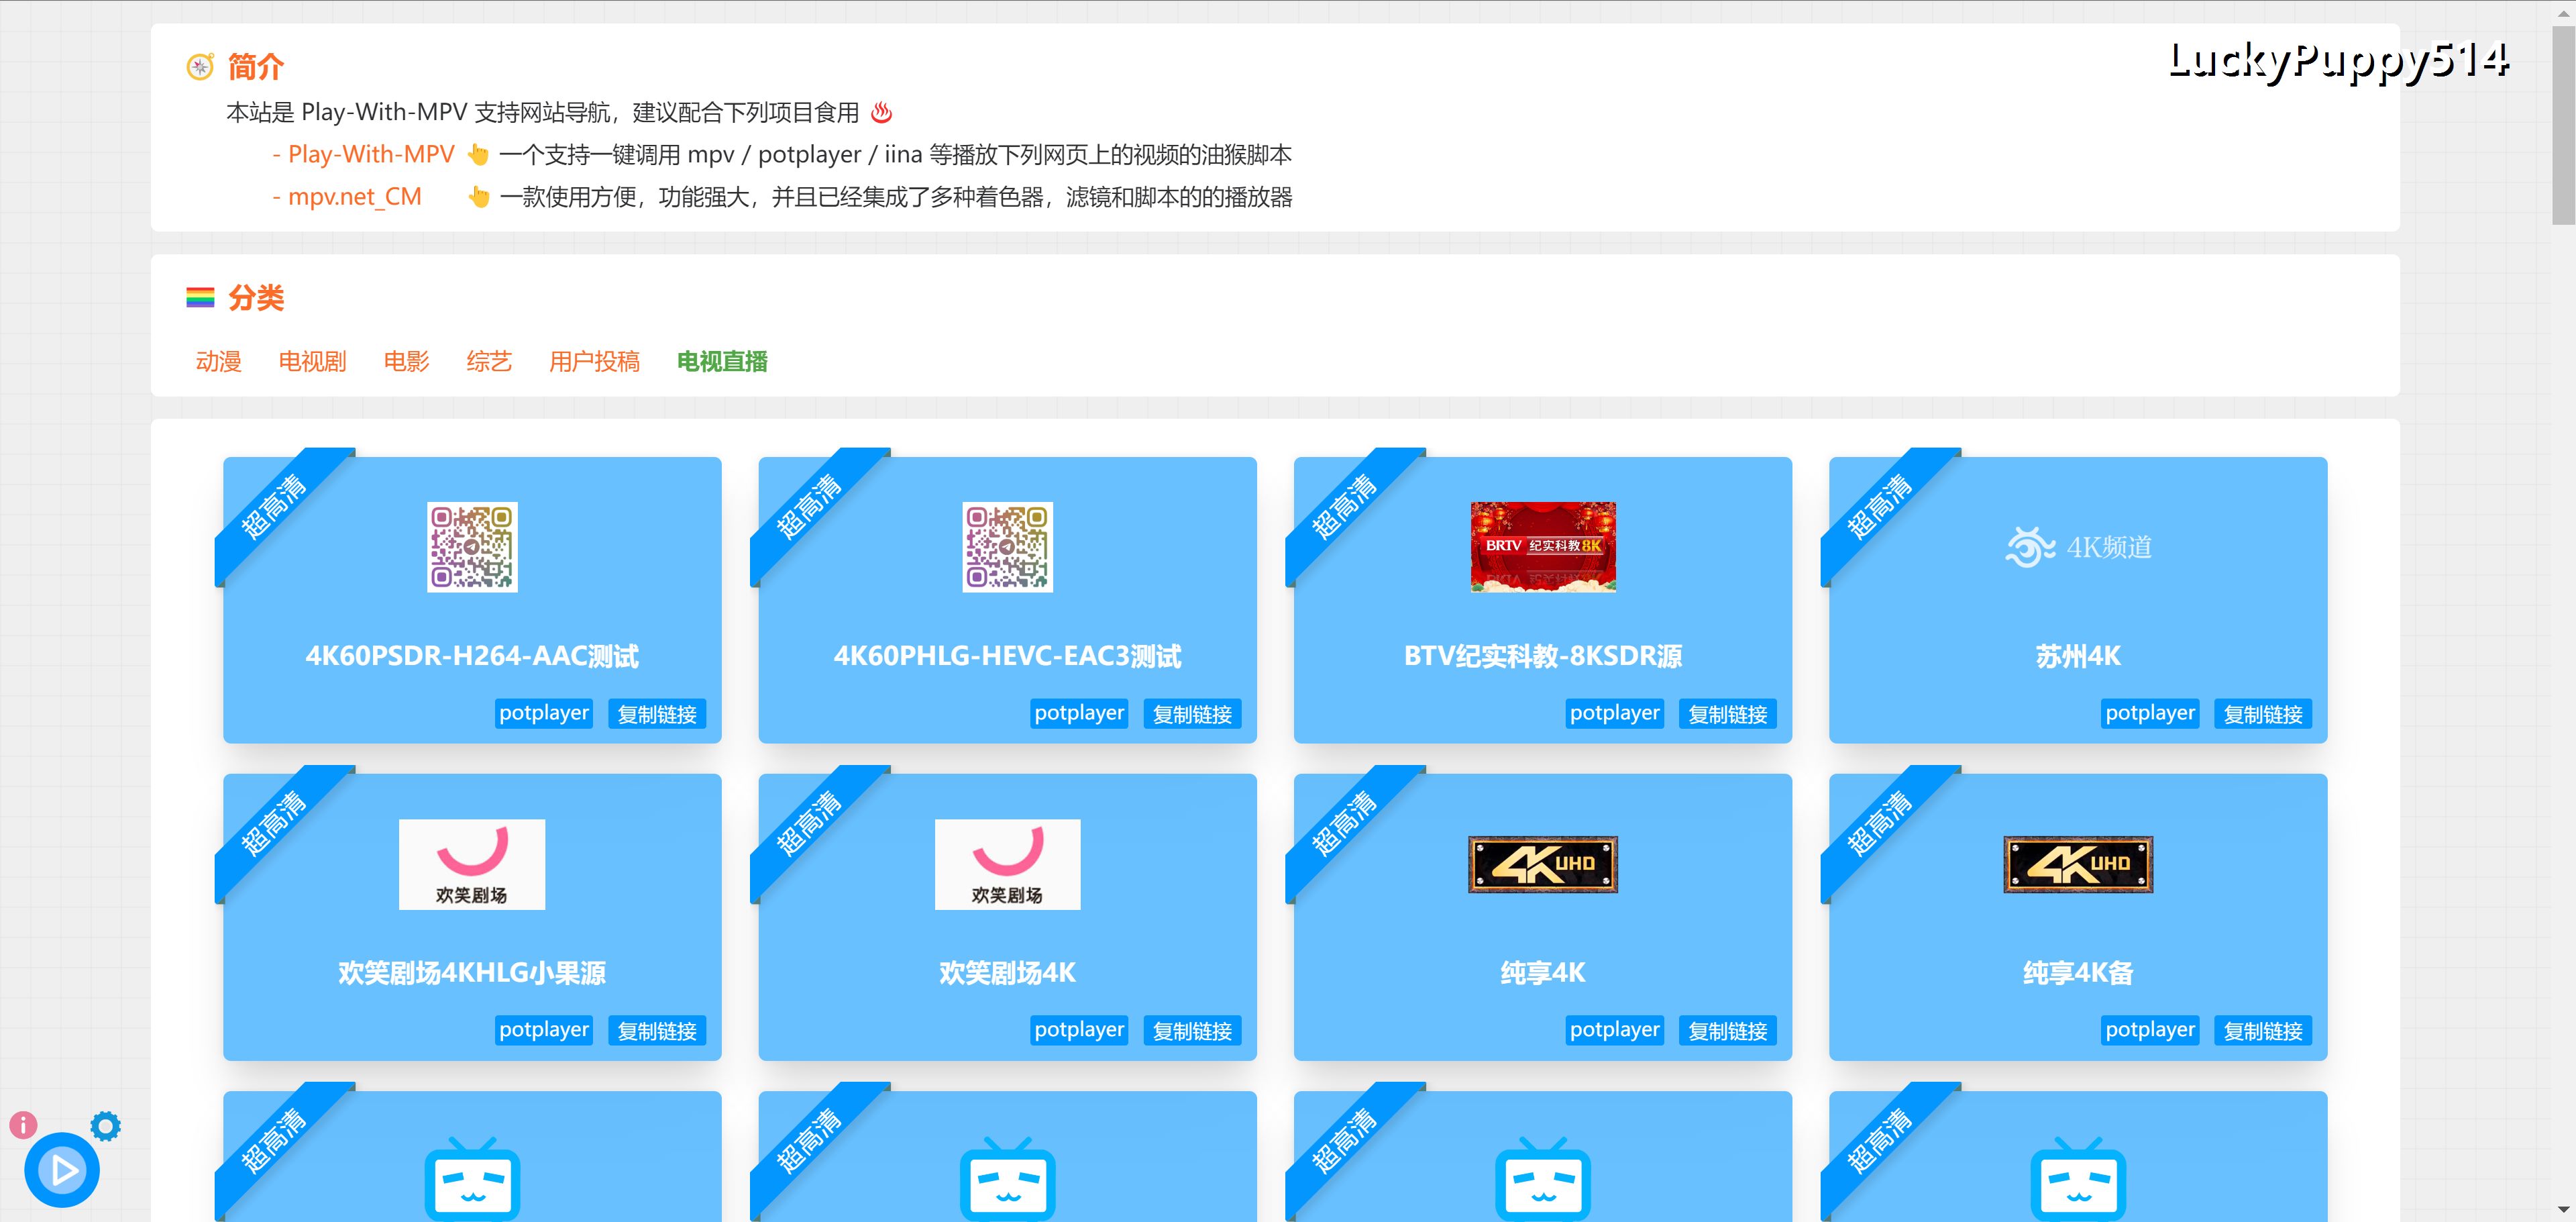 简介
LuckyPuppy514
本站是 Play-With-MPV 支持网站导航，建议配合下列项目食用
- Play-With-MPV 一个支持一键调用 mpv / potplayer / iina 等播放下列网页上的视频的油猴脚本
- mpv.net_CM 一款使用方便，功能强大，并且已经集成了多种着色器，滤镜和脚本的的播放器
分类
动漫 电视剧 电影 综艺 用户投稿 电视直播
超高清 超高清 超高清 超高清
BRTV 纪实科教8K 4K频道
4K60PSDR-H264-AAC测试 4K60PHLG-HEVC-EAC3测试 BTV纪实科教-8KSDR源 苏州4K
potplayer 复制链接 potplayer 复制链接 potplayer 复制链接 potplayer 复制链接
超高清 超高清 超高清 超高清
欢笑剧场 欢笑剧场 4K UHD 4K UHD
欢笑剧场4KHLG小果源 欢笑剧场4K 纯享4K 纯享4K备
potplayer 复制链接 potplayer 复制链接 potplayer 复制链接 potplayer 复制链接
超高清 超高清 超高清 超高清